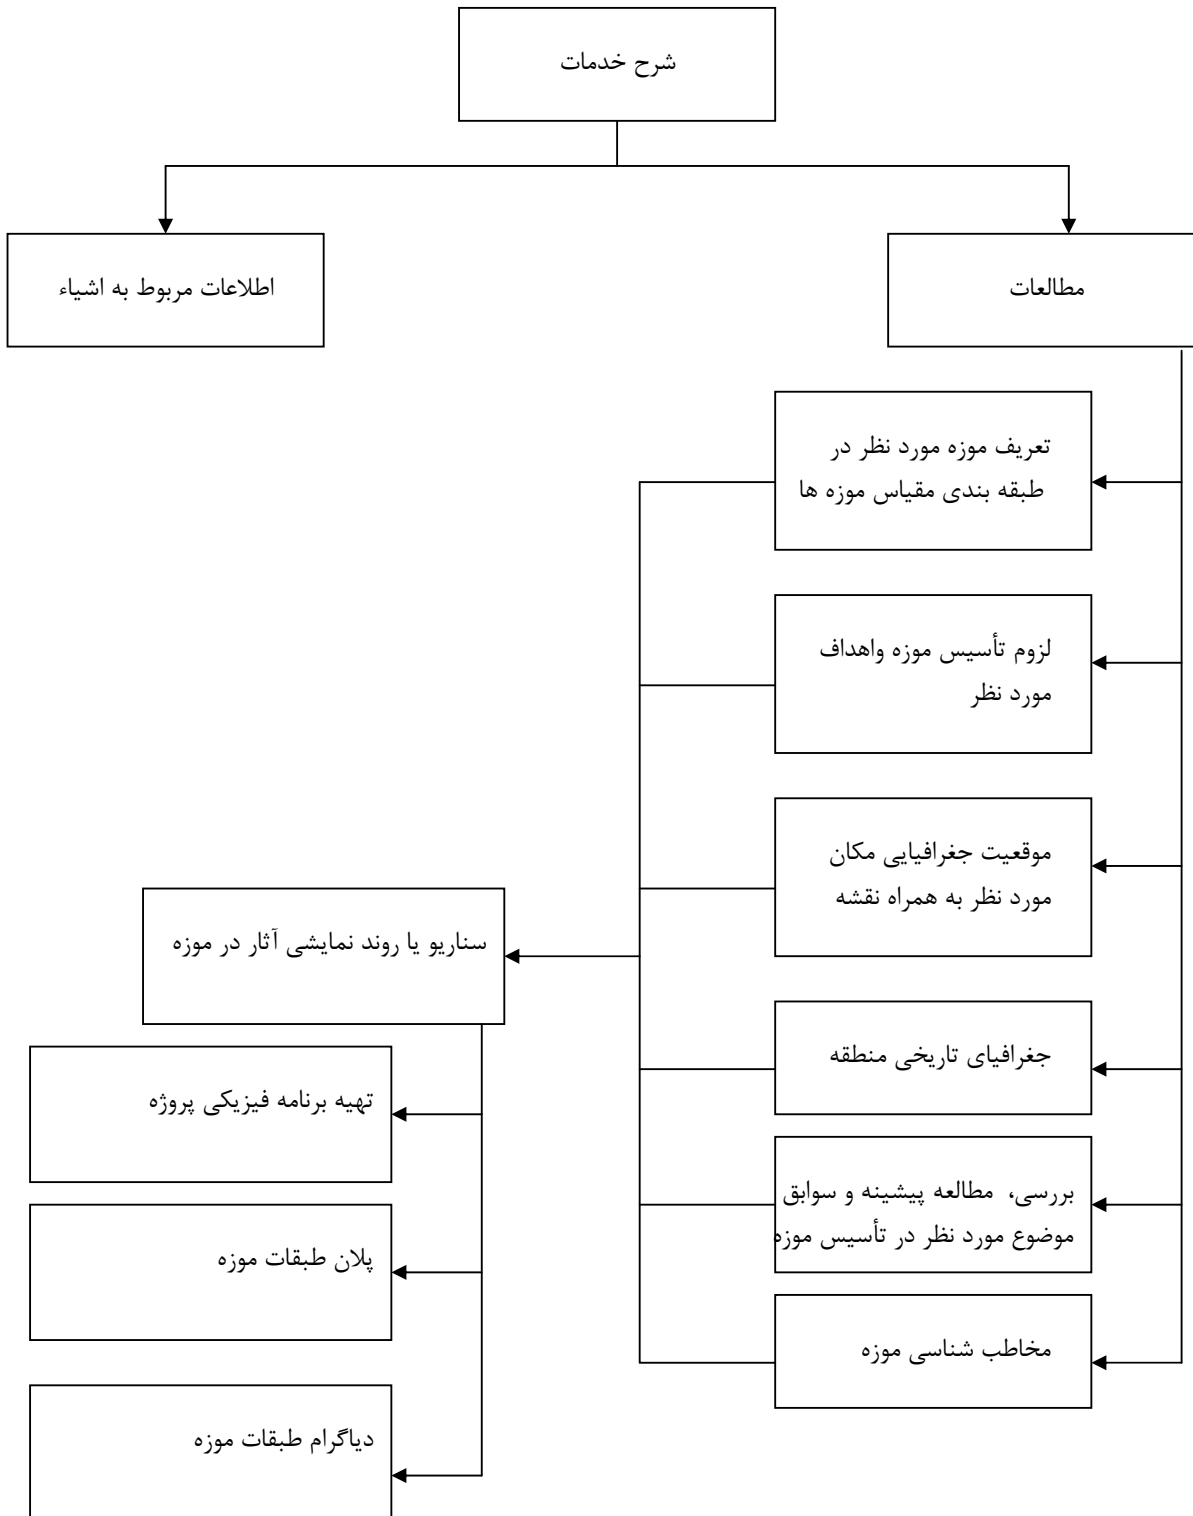 شرح خدمات
مطالعات
اطلاعات مربوط به اشیاء
تعریف موزه مورد نظر در
طبقه بندی مقیاس موزه ها
لزوم تأسیس موزه واهداف
مورد نظر
موقعیت جغرافیایی مکان
مورد نظر به همراه نقشه
جغرافیای تاریخی منطقه
بررسی، مطالعه پیشینه و سوابق
موضوع مورد نظر در تأسیس موزه
مخاطب شناسی موزه
سناریو یا روند نمایشی آثار در موزه
تهیه برنامه فیزیکی پروژه
پلان طبقات موزه
دیاگرام طبقات موزه